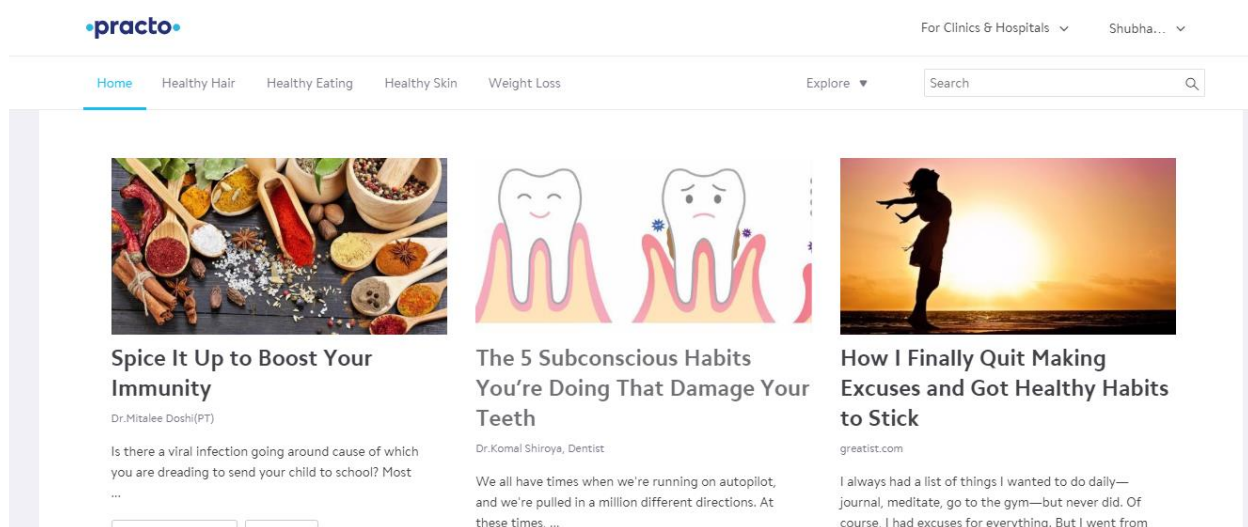 practo
For Clinics & Hospitals
Shubha...
Home
Healthy Hair
Healthy Eating
Healthy Skin
Weight Loss
Explore
Search
Spice It Up to Boost Your
Immunity
Dr.Mitalee Doshi(PT)
Is there a viral infection going around cause of which
you are dreading to send your child to school? Most
...
The 5 Subconscious Habits
You’re Doing That Damage Your
Teeth
Dr.Komal Shiroya, Dentist
We all have times when we're running on autopilot,
and we're pulled in a million different directions. At
these times, ...
How I Finally Quit Making
Excuses and Got Healthy Habits
to Stick
greatist.com
I always had a list of things I wanted to do daily—
journal, meditate, go to the gym—but never did. Of
course, I had excuses for everything. But I went from